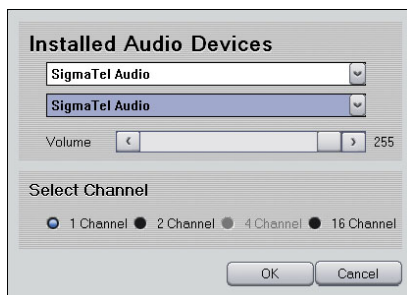 Installed Audio Devices
SigmaTel Audio
SigmaTel Audio
Volume 255
Select Channel
1 Channel 2 Channel 4 Channel 16 Channel
OK Cancel